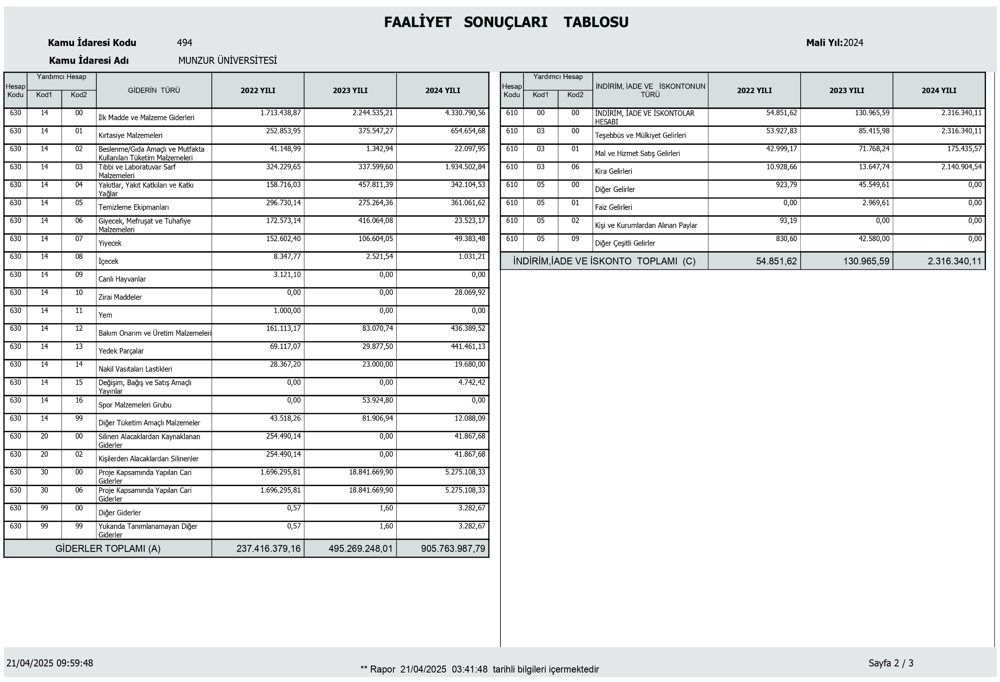 FAALİYET SONUÇLARI TABLOSU
Kamu İdaresi Kodu 494 Mali Yıl:2024
Kamu İdaresi Adı MUNZUR ÜNİVERSİTESİ
Hesap Kodu Yardımcı Hesap Kod1 Kod2 GİDERİN TÜRÜ 2022 YILI 2023 YILI 2024 YILI
630 14 00 İlk Madde ve Malzeme Giderleri 1.713.438,87 2.244.535,21 4.330.790,56
630 14 01 Kırtasiye Malzemeleri 252.853,95 375.547,27 654.654,68
630 14 02 Beslenme/Gıda Amaçlı ve Mutfakta Kullanılan Tüketim Malzemeleri 41.148,99 1.342,94 22.097,95
630 14 03 Tıbbi ve Laboratuvar Sarf Malzemeleri 324.229,65 337.599,60 1.934.502,84
630 14 04 Yakıtlar, Yakıt Katkıları ve Katkı Yağlar 158.716,03 457.811,39 342.104,53
630 14 05 Temizleme Ekipmanları 296.730,14 275.264,36 361.061,62
630 14 06 Giyecek, Mefruşat ve Tuhafiye Malzemeleri 172.573,14 416.064,08 23.523,17
630 14 07 Yiyecek 152.602,40 106.604,05 49.383,48
630 14 08 İçecek 8.347,77 2.521,54 1.031,21
630 14 09 Canlı Hayvanlar 3.121,10 0,00 0,00
630 14 10 Zirai Maddeler 0,00 0,00 28.069,92
630 14 11 Yem 1.000,00 0,00 0,00
630 14 12 Bakım Onarım ve Üretim Malzemeleri 161.113,17 83.070,74 436.389,52
630 14 13 Yedek Parçalar 69.117,07 29.877,50 441.461,13
630 14 14 Nakil Vasıtaları Lastikleri 28.367,20 23.000,00 19.680,00
630 14 15 Değişim, Bağış ve Satış Amaçlı Yayınlar 0,00 0,00 4.742,42
630 14 16 Spor Malzemeleri Grubu 0,00 53.924,80 0,00
630 14 99 Diğer Tüketim Amaçlı Malzemeler 43.518,26 81.906,94 12.088,09
630 20 00 Silinen Alacaklardan Kaynaklanan Giderler 254.490,14 0,00 41.867,68
630 20 02 Kişilerden Alacaklardan Silinenler 254.490,14 0,00 41.867,68
630 30 00 Proje Kapsamında Yapılan Cari Giderler 1.696.295,81 18.841.669,90 5.275.108,33
630 30 06 Proje Kapsamında Yapılan Cari Giderler 1.696.295,81 18.841.669,90 5.275.108,33
630 99 00 Diğer Giderler 0,57 1,60 3.282,67
630 99 99 Yukarıda Tanımlanamayan Diğer Giderler 0,57 1,60 3.282,67
GİDERLER TOPLAMI (A) 237.416.379,16 495.269.248,01 905.763.987,79
Hesap Kodu Yardımcı Hesap Kod1 Kod2 İNDİRİM, İADE VE İSKONTONUN TÜRÜ 2022 YILI 2023 YILI 2024 YILI
610 00 00 İNDİRİM, İADE VE İSKONTOLAR HESABI 54.851,62 130.965,59 2.316.340,11
610 03 00 Teşebbüs ve Mülkiyet Gelirleri 53.927,83 85.415,98 2.316.340,11
610 03 01 Mal ve Hizmet Satış Gelirleri 42.999,17 71.768,24 175.435,57
610 03 06 Kira Gelirleri 10.928,66 13.647,74 2.140.904,54
610 05 00 Diğer Gelirler 923,79 45.549,61 0,00
610 05 01 Faiz Gelirleri 0,00 2.969,61 0,00
610 05 02 Kişi ve Kurumlardan Alınan Paylar 93,19 0,00 0,00
610 05 09 Diğer Çeşitli Gelirler 830,60 42.580,00 0,00
İNDİRİM,İADE VE İSKONTO TOPLAMI (C) 54.851,62 130.965,59 2.316.340,11
21/04/2025 09:59:48
** Rapor 21/04/2025 03:41:48 tarihli bilgileri içermektedir
Sayfa 2 / 3